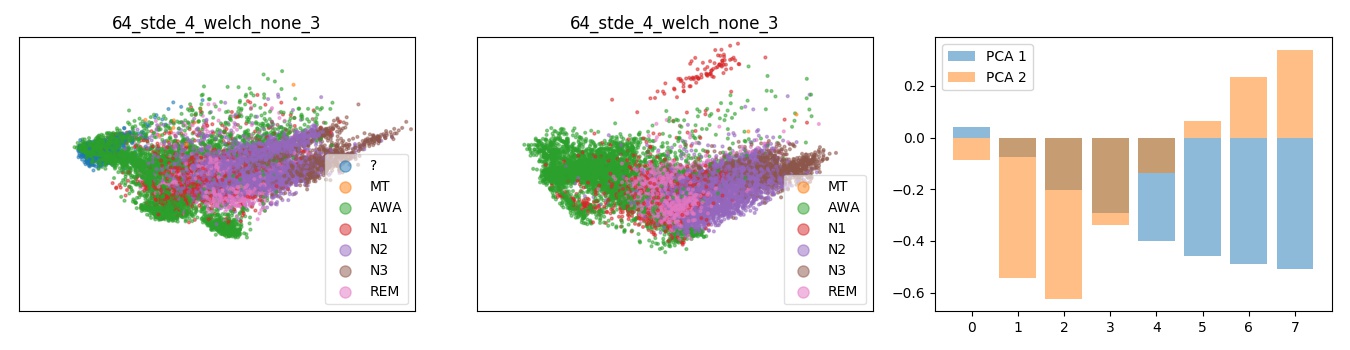 64_stde_4_welch_none_3
?
MT
AWA
N1
N2
N3
REM
64_stde_4_welch_none_3
MT
AWA
N1
N2
N3
REM
PCA 1
PCA 2
0.2
0.0
−0.2
−0.4
−0.6
0 1 2 3 4 5 6 7